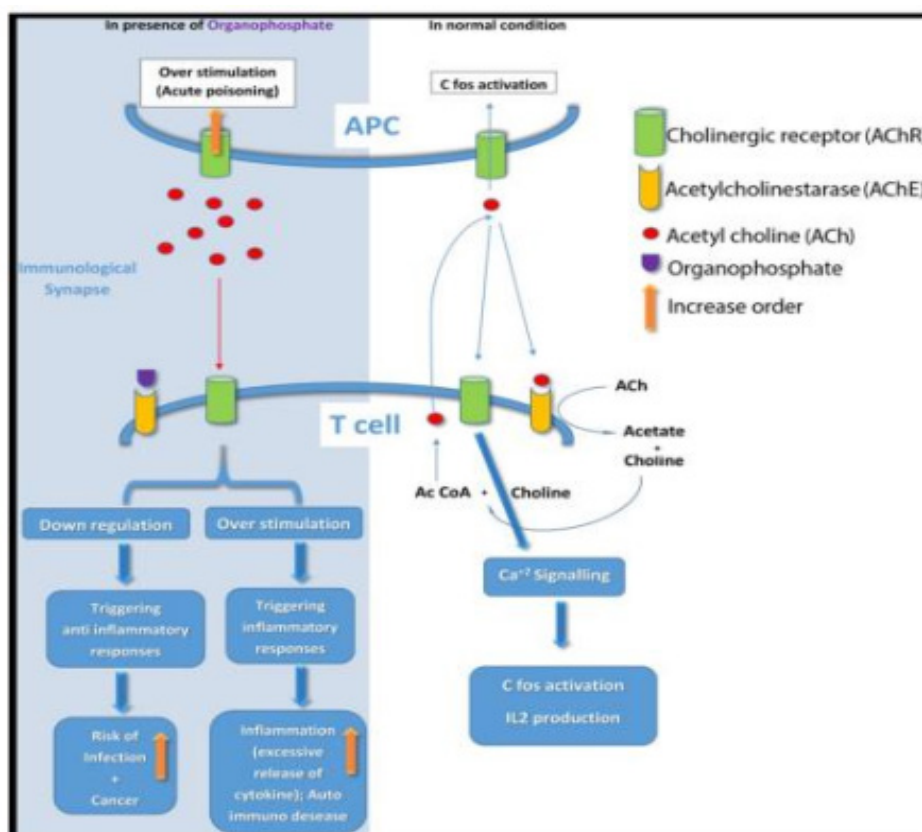 In presence of Organophosphate
In normal condition
Over stimulation
(Acute poisoning)
C fos activation
APC
Cholinergic receptor (AChR)
Acetylcholinestarase (AChE)
Acetyl choline (ACh)
Organophosphate
Increase order
Immunological
Synapse
T cell
ACh
Acetate
+
Choline
Ac CoA + Choline
Down regulation
Over stimulation
Ca+2 Signalling
Triggering
anti inflammatory
responses
Triggering
inflammatory
responses
C fos activation
IL2 production
Risk of
Infection
+
Cancer
Inflammation
(excessive
release of
cytokine); Auto
immuno desease